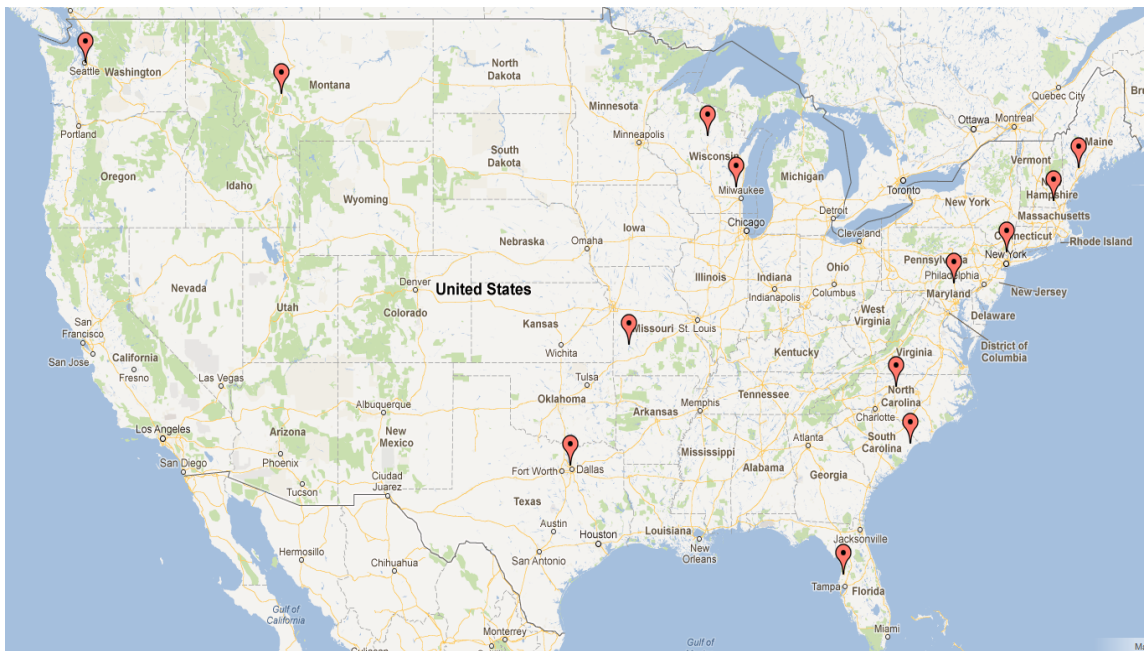 Quebec City
Bru
Seattle
Washington
Montana
North
Dakota
Minnesota
Ottawa
Montreal
Maine
Portland
Minneapolis
Wisconsin
Vermont
Toronto
Oregon
Idaho
South
Dakota
Michigan
Hampshire
Milwaukee
New York
Massachusetts
Wyoming
Detroit
Chicago
Iowa
Cleveland
Connecticut
Rhode Island
Nebraska
Omaha
New York
Pennsylvania
Nevada
Denver
United States
Illinois
Indiana
Ohio
Philadelphia
New Jersey
Indianapolis
Columbus
Maryland
Utah
Colorado
Delaware
San
Francisco
Kansas
Missouri
St. Louis
West
Virginia
San Jose
California
Wichita
Kentucky
Virginia
District of
Columbia
Fresno
Las Vegas
Tulsa
Oklahoma
Tennessee
North
Carolina
Albuquerque
Arkansas
Memphis
Charlotte
Los Angeles
Arizona
New
Mexico
South
Carolina
Atlanta
San Diego
Phoenix
Mississippi
Alabama
Georgia
Fort Worth
Dallas
Tucson
Ciudad
Juarez
Texas
Austin
Louisiana
Houston
Jacksonville
Hermosillo
San Antonio
New
Orleans
Chihuahua
Tampa
Florida
Gulf of
California
Monterrey
Miami
Gulf of